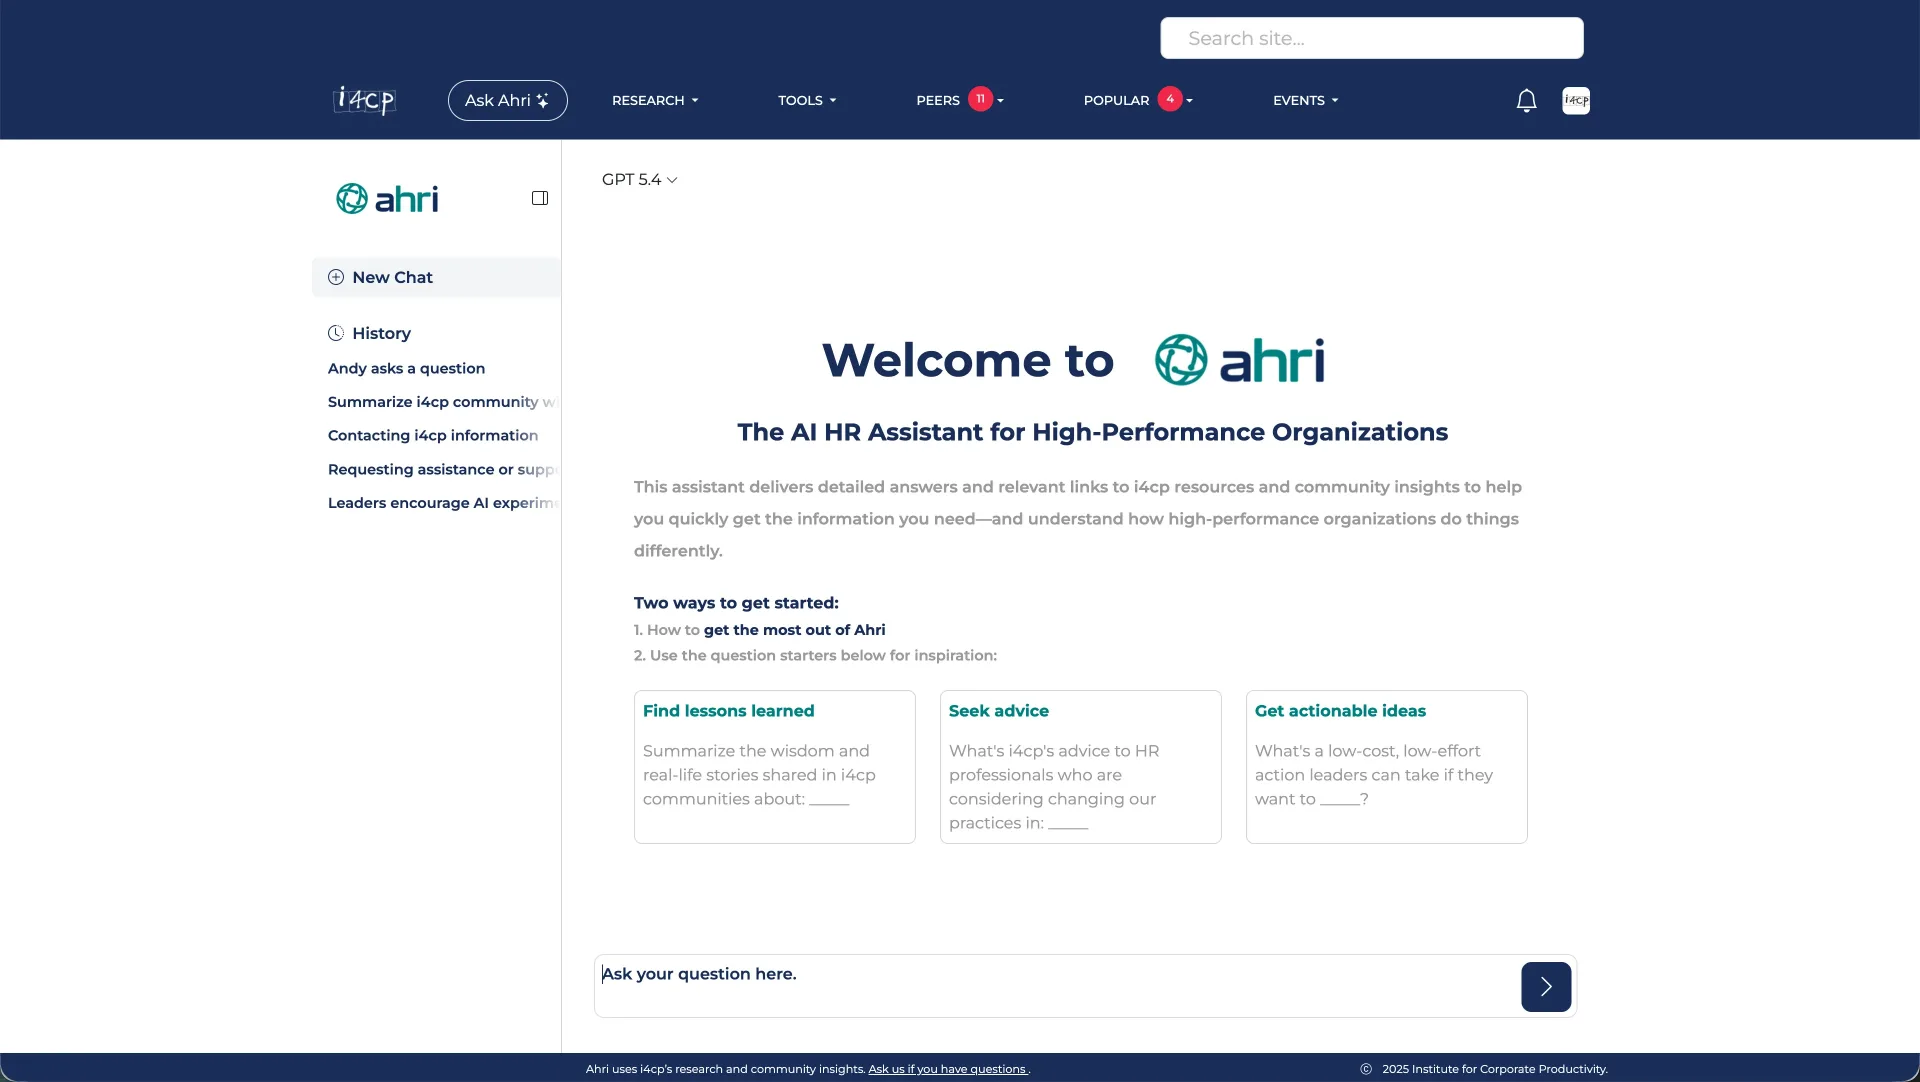 Search site...
i4cp
Ask Ahri
RESEARCH
TOOLS
PEERS 11
POPULAR 4
EVENTS
i4cp
ahri
New Chat
History
Andy asks a question
Summarize i4cp community wi
Contacting i4cp information
Requesting assistance or suppo
Leaders encourage AI experime
GPT 5.4
Welcome to ahri
The AI HR Assistant for High-Performance Organizations
This assistant delivers detailed answers and relevant links to i4cp resources and community insights to help
you quickly get the information you need—and understand how high-performance organizations do things
differently.
Two ways to get started:
1. How to get the most out of Ahri
2. Use the question starters below for inspiration:
Find lessons learned
Summarize the wisdom and
real-life stories shared in i4cp
communities about: _____
Seek advice
What's i4cp's advice to HR
professionals who are
considering changing our
practices in: _____
Get actionable ideas
What's a low-cost, low-effort
action leaders can take if they
want to _____?
Ask your question here.
Ahri uses i4cp’s research and community insights. Ask us if you have questions .
© 2025 Institute for Corporate Productivity.